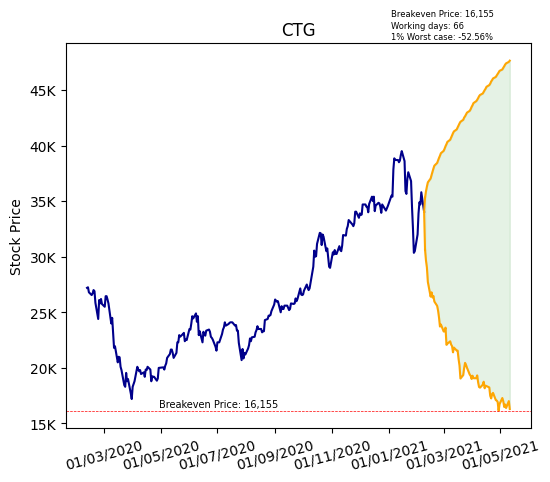 Breakeven Price: 16,155
Working days: 66
1% Worst case: -52.56%
CTG
Stock Price
45K
40K
35K
30K
25K
20K
15K
Breakeven Price: 16,155
01/03/2020 01/05/2020 01/07/2020 01/09/2020 01/11/2020 01/01/2021 01/03/2021 01/05/2021